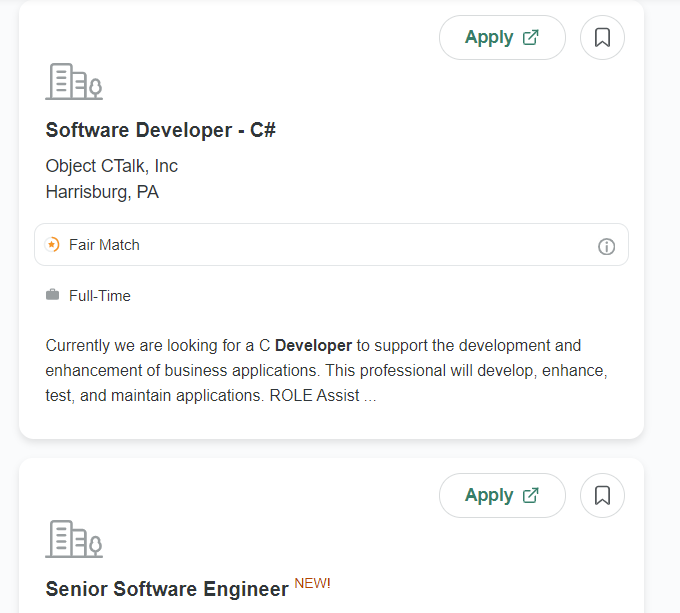 Apply
Software Developer - C#
Object CTalk, Inc
Harrisburg, PA
Fair Match
Full-Time
Currently we are looking for a C Developer to support the development and
enhancement of business applications. This professional will develop, enhance,
test, and maintain applications. ROLE Assist ...
Apply
Senior Software Engineer NEW!